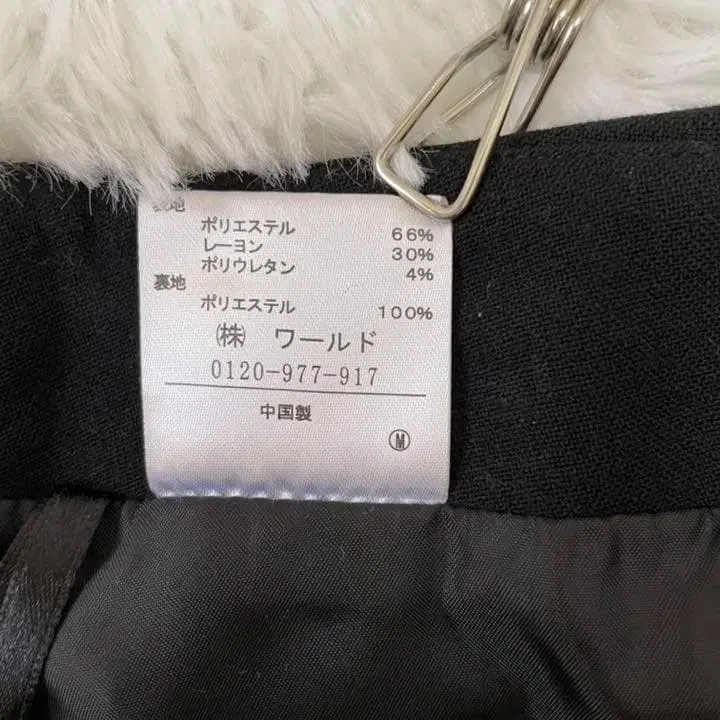 表地
ポリエステル 66%
レーヨン 30%
ポリウレタン 4%
裏地
ポリエステル 100%
㈱ ワールド
0120-977-917
中国製
Ⓜ